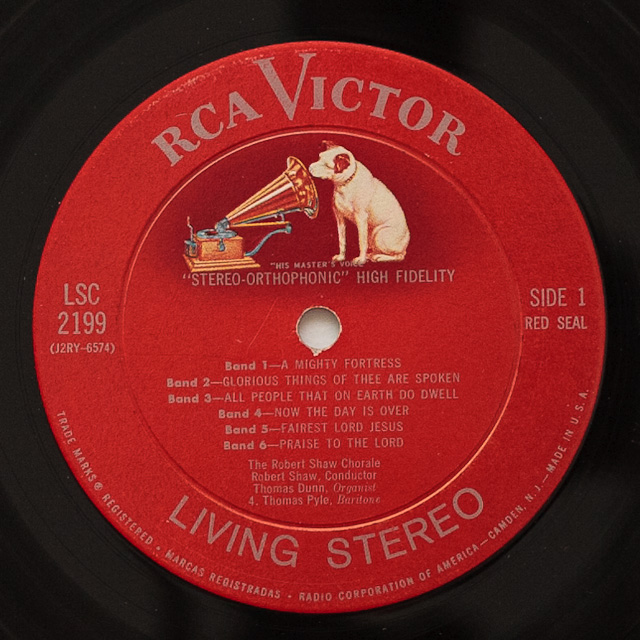 RCA VICTOR
"HIS MASTER'S VOICE"
"STEREO-ORTHOPHONIC" HIGH FIDELITY
LSC
2199
(J2RY-6574)
SIDE 1
RED SEAL
Band 1—A MIGHTY FORTRESS
Band 2—GLORIOUS THINGS OF THEE ARE SPOKEN
Band 3—ALL PEOPLE THAT ON EARTH DO DWELL
Band 4—NOW THE DAY IS OVER
Band 5—FAIREST LORD JESUS
Band 6—PRAISE TO THE LORD
The Robert Shaw Chorale
Robert Shaw, Conductor
Thomas Dunn, Organist
4. Thomas Pyle, Baritone
LIVING STEREO
TRADE MARKS ® REGISTERED • MARCAS REGISTRADAS • RADIO CORPORATION OF AMERICA—CAMDEN, N.J.—MADE IN U.S.A.